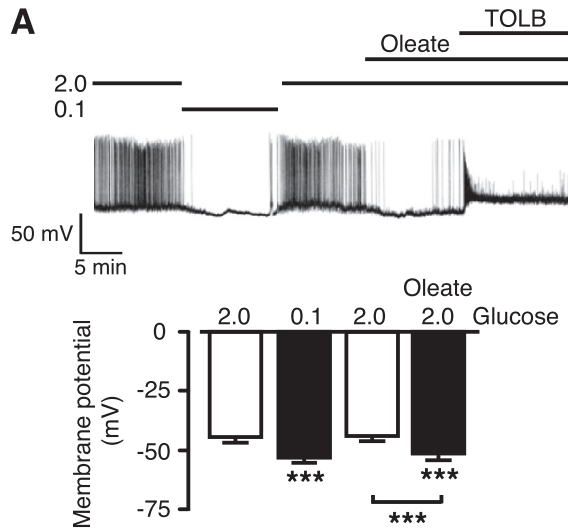 A
TOLB
Oleate
2.0
0.1
50 mV
5 min
Oleate
2.0 0.1 2.0 2.0 Glucose
Membrane potential
(mV)
0
-25
-50
-75
*** ***
***